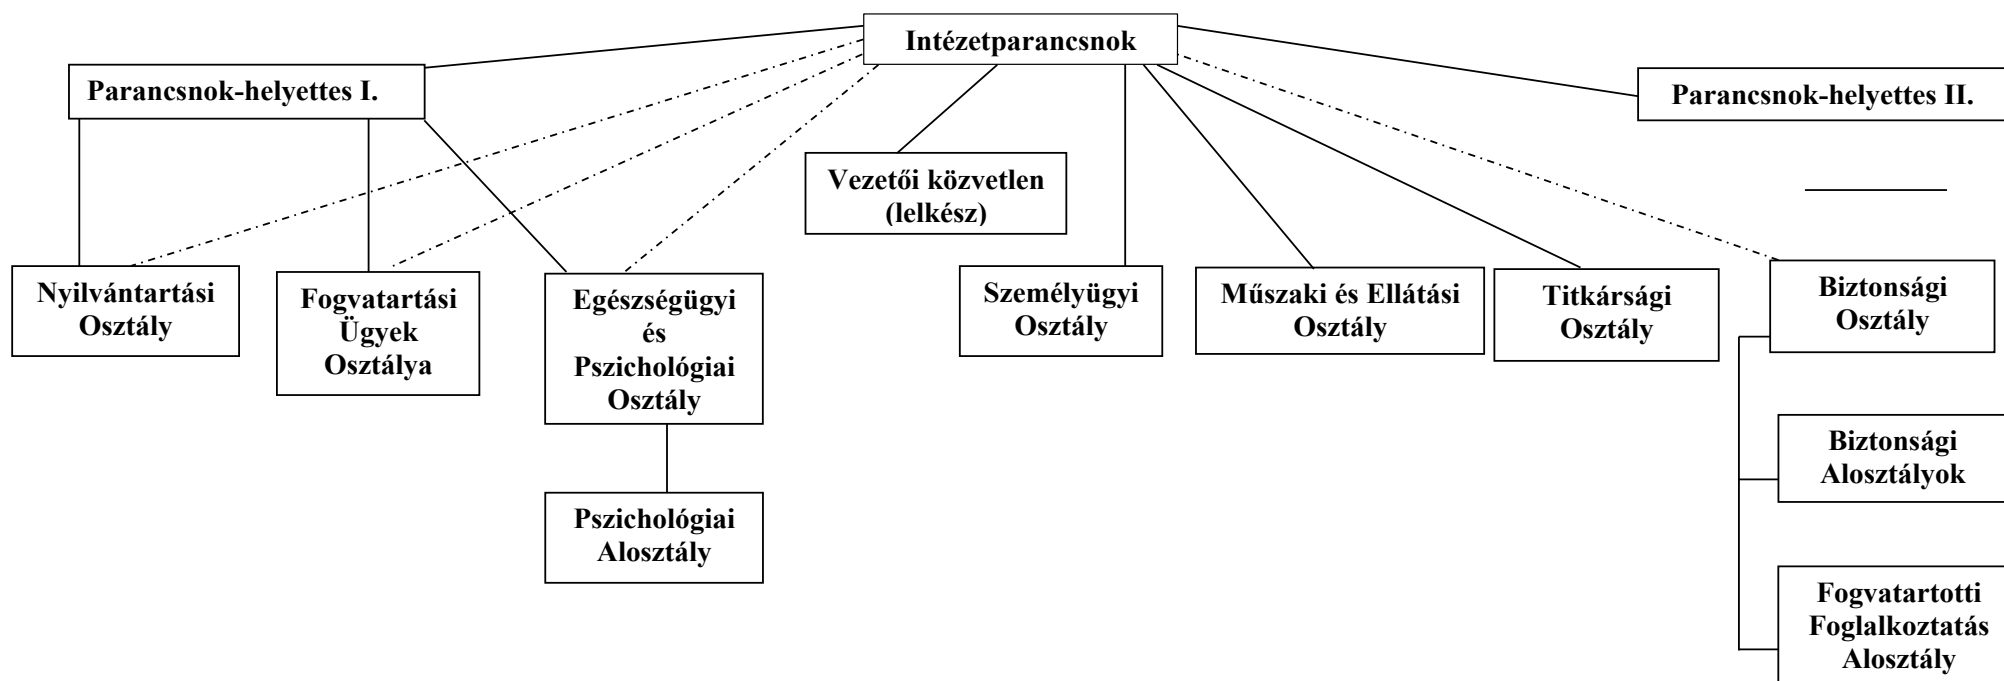 Intézetparancsnok
Parancsnok-helyettes I.
Parancsnok-helyettes II.
Vezetői közvetlen
(lelkész)
Nyilvántartási
Osztály
Fogvatartási
Ügyek
Osztálya
Egészségügyi
és
Pszichológiai
Osztály
Személyügyi
Osztály
Műszaki és Ellátási
Osztály
Titkársági
Osztály
Biztonsági
Osztály
Biztonsági
Alosztályok
Pszichológiai
Alosztály
Fogvatartotti
Foglalkoztatás
Alosztály